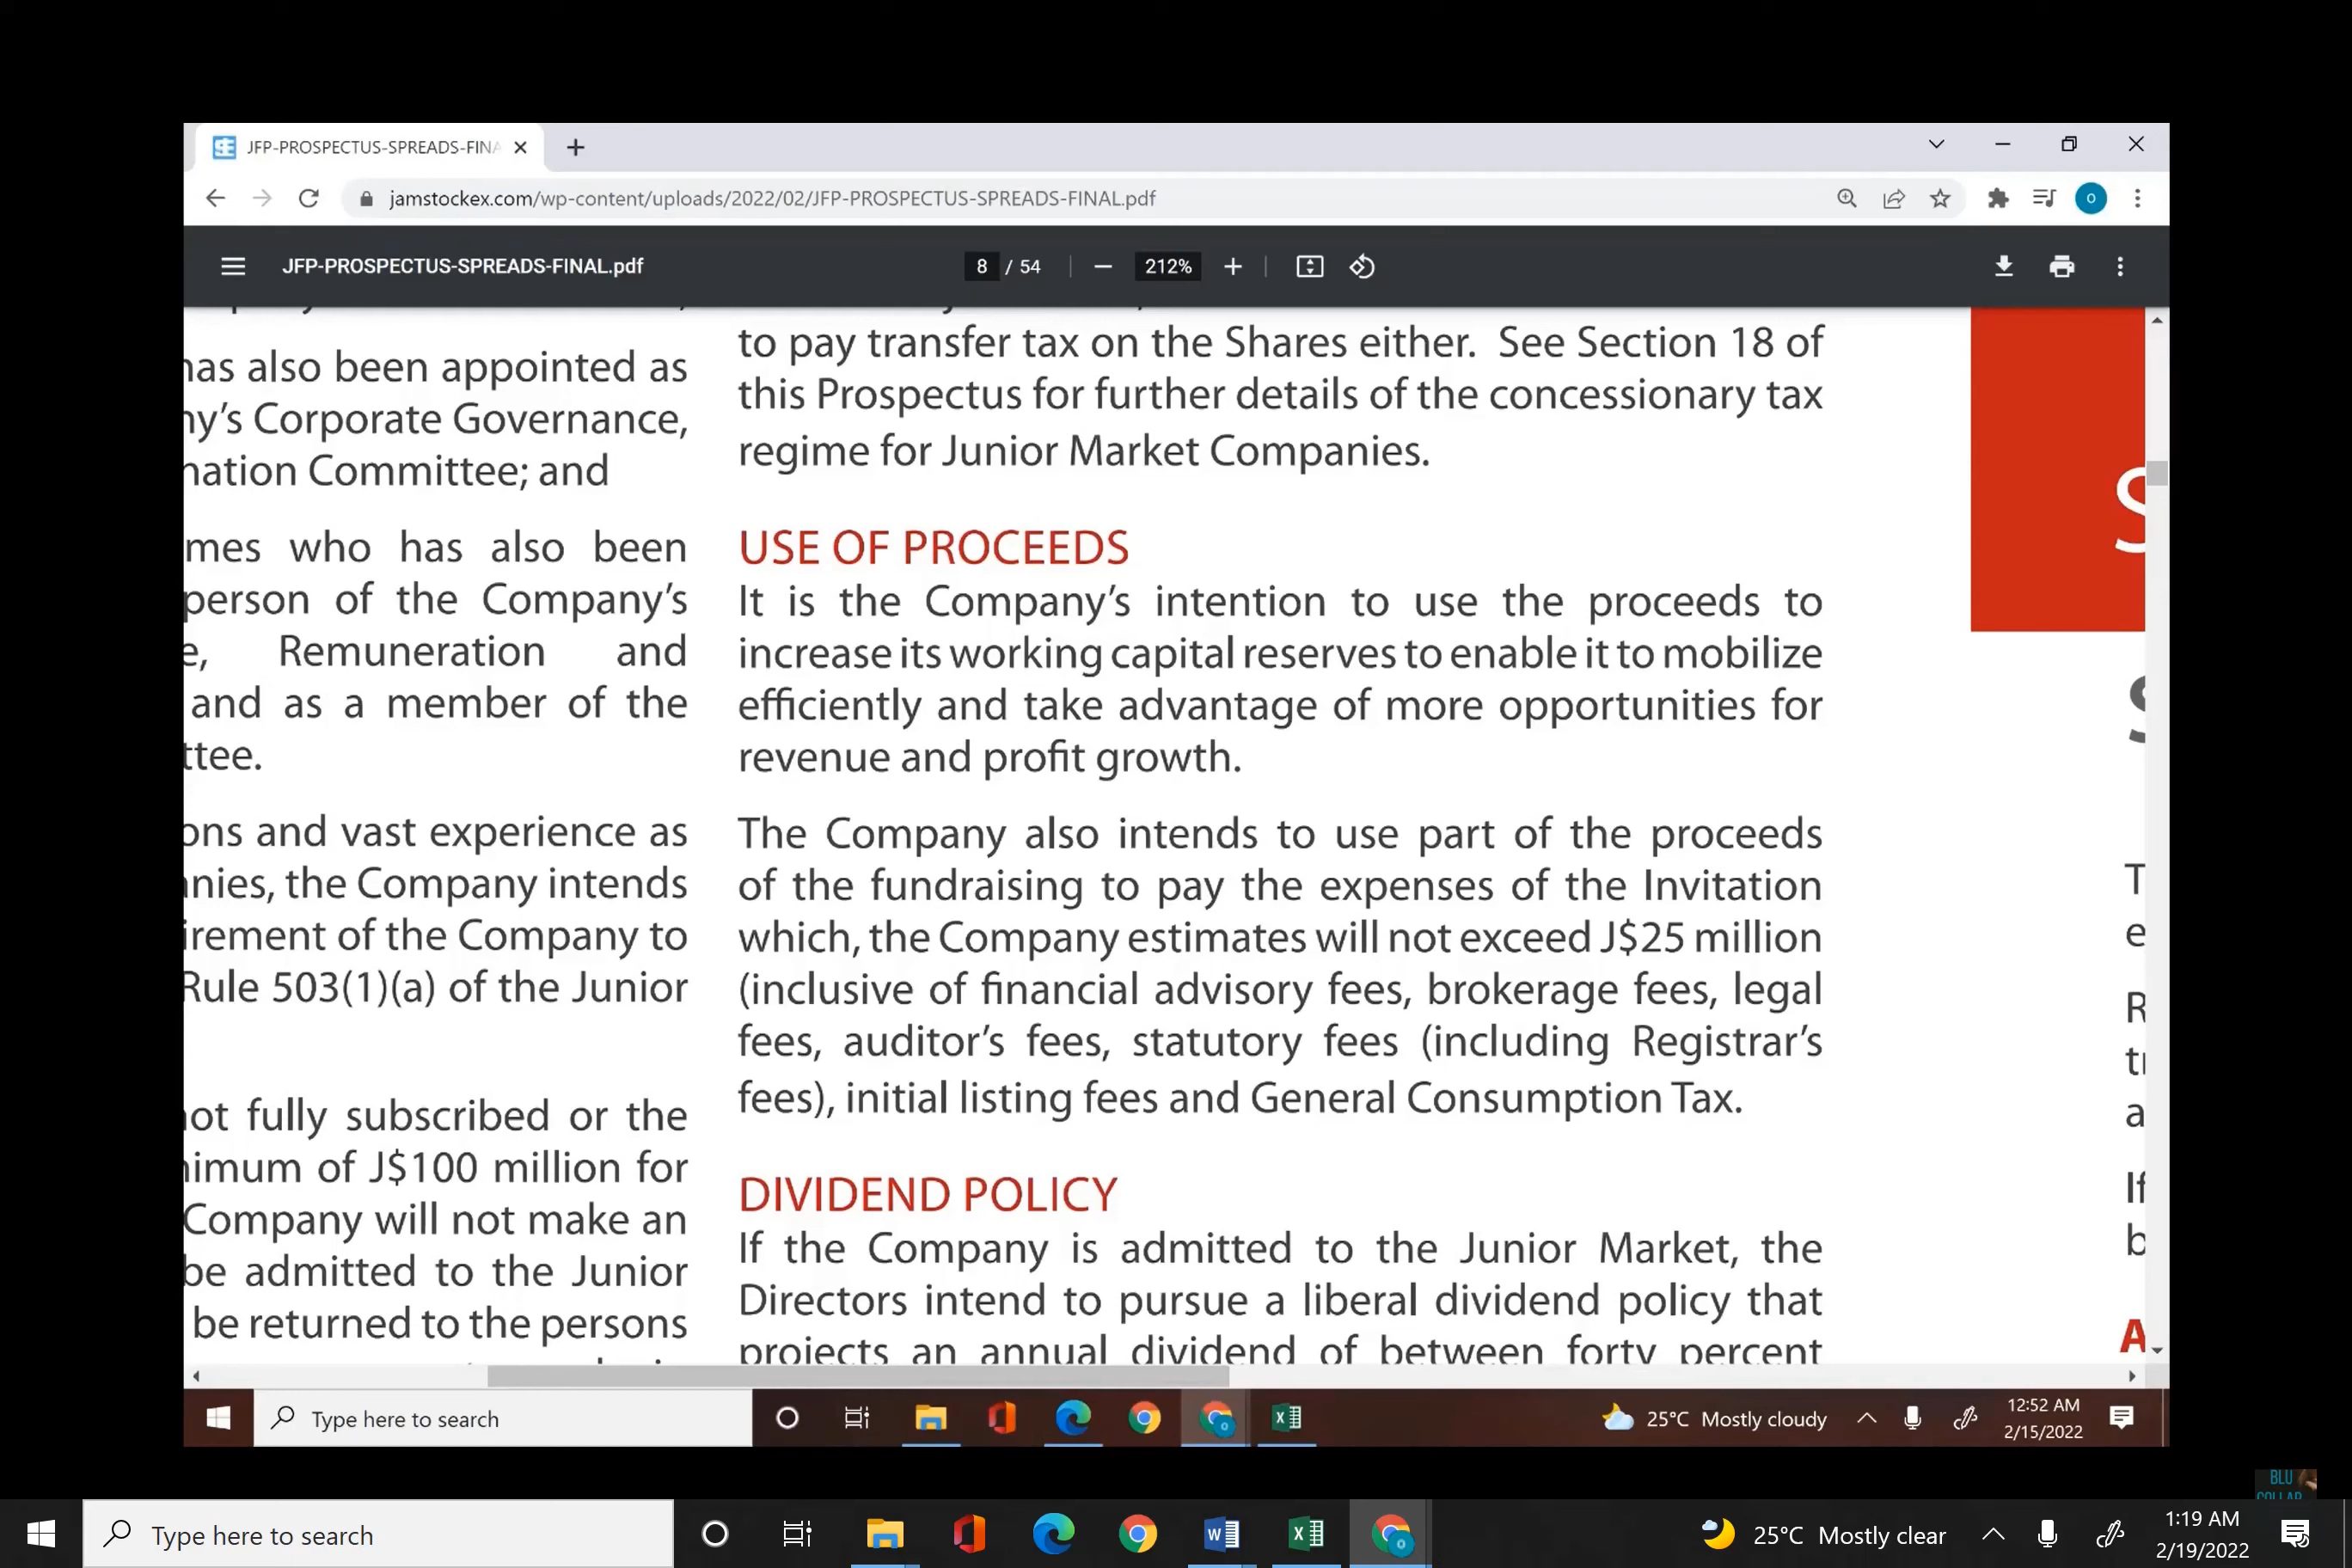 JFP-PROSPECTUS-SPREADS-FINA
jamstockex.com/wp-content/uploads/2022/02/JFP-PROSPECTUS-SPREADS-FINAL.pdf
JFP-PROSPECTUS-SPREADS-FINAL.pdf
8 / 54
212%
has also been appointed as
ny's Corporate Governance,
nation Committee; and
mes who has also been
person of the Company's
e, Remuneration and
and as a member of the
ttee.
ons and vast experience as
nies, the Company intends
irement of the Company to
Rule 503(1)(a) of the Junior
ot fully subscribed or the
nimum of J$100 million for
Company will not make an
be admitted to the Junior
be returned to the persons
to pay transfer tax on the Shares either. See Section 18 of
this Prospectus for further details of the concessionary tax
regime for Junior Market Companies.
USE OF PROCEEDS
It is the Company's intention to use the proceeds to
increase its working capital reserves to enable it to mobilize
efficiently and take advantage of more opportunities for
revenue and profit growth.
The Company also intends to use part of the proceeds
of the fundraising to pay the expenses of the Invitation
which, the Company estimates will not exceed J$25 million
(inclusive of financial advisory fees, brokerage fees, legal
fees, auditor's fees, statutory fees (including Registrar's
fees), initial listing fees and General Consumption Tax.
DIVIDEND POLICY
If the Company is admitted to the Junior Market, the
Directors intend to pursue a liberal dividend policy that
projects an annual dividend of between forty percent
S
S
T
e
R
a
If
b
A
Type here to search
25°C Mostly cloudy
12:52 AM
2/15/2022
BLU
COLLAR
Type here to search
25°C Mostly clear
1:19 AM
2/19/2022